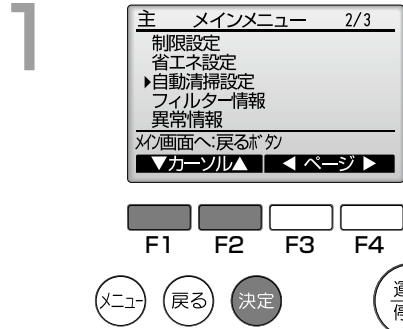 1
主 メインメニュー 2/3
制限設定
省エネ設定
▶自動清掃設定
フィルター情報
異常情報
メイン画面へ:戻るボタン
▼カーソル▲ ◀ ページ ▶
F1 F2 F3 F4
メニュー 戻る 決定